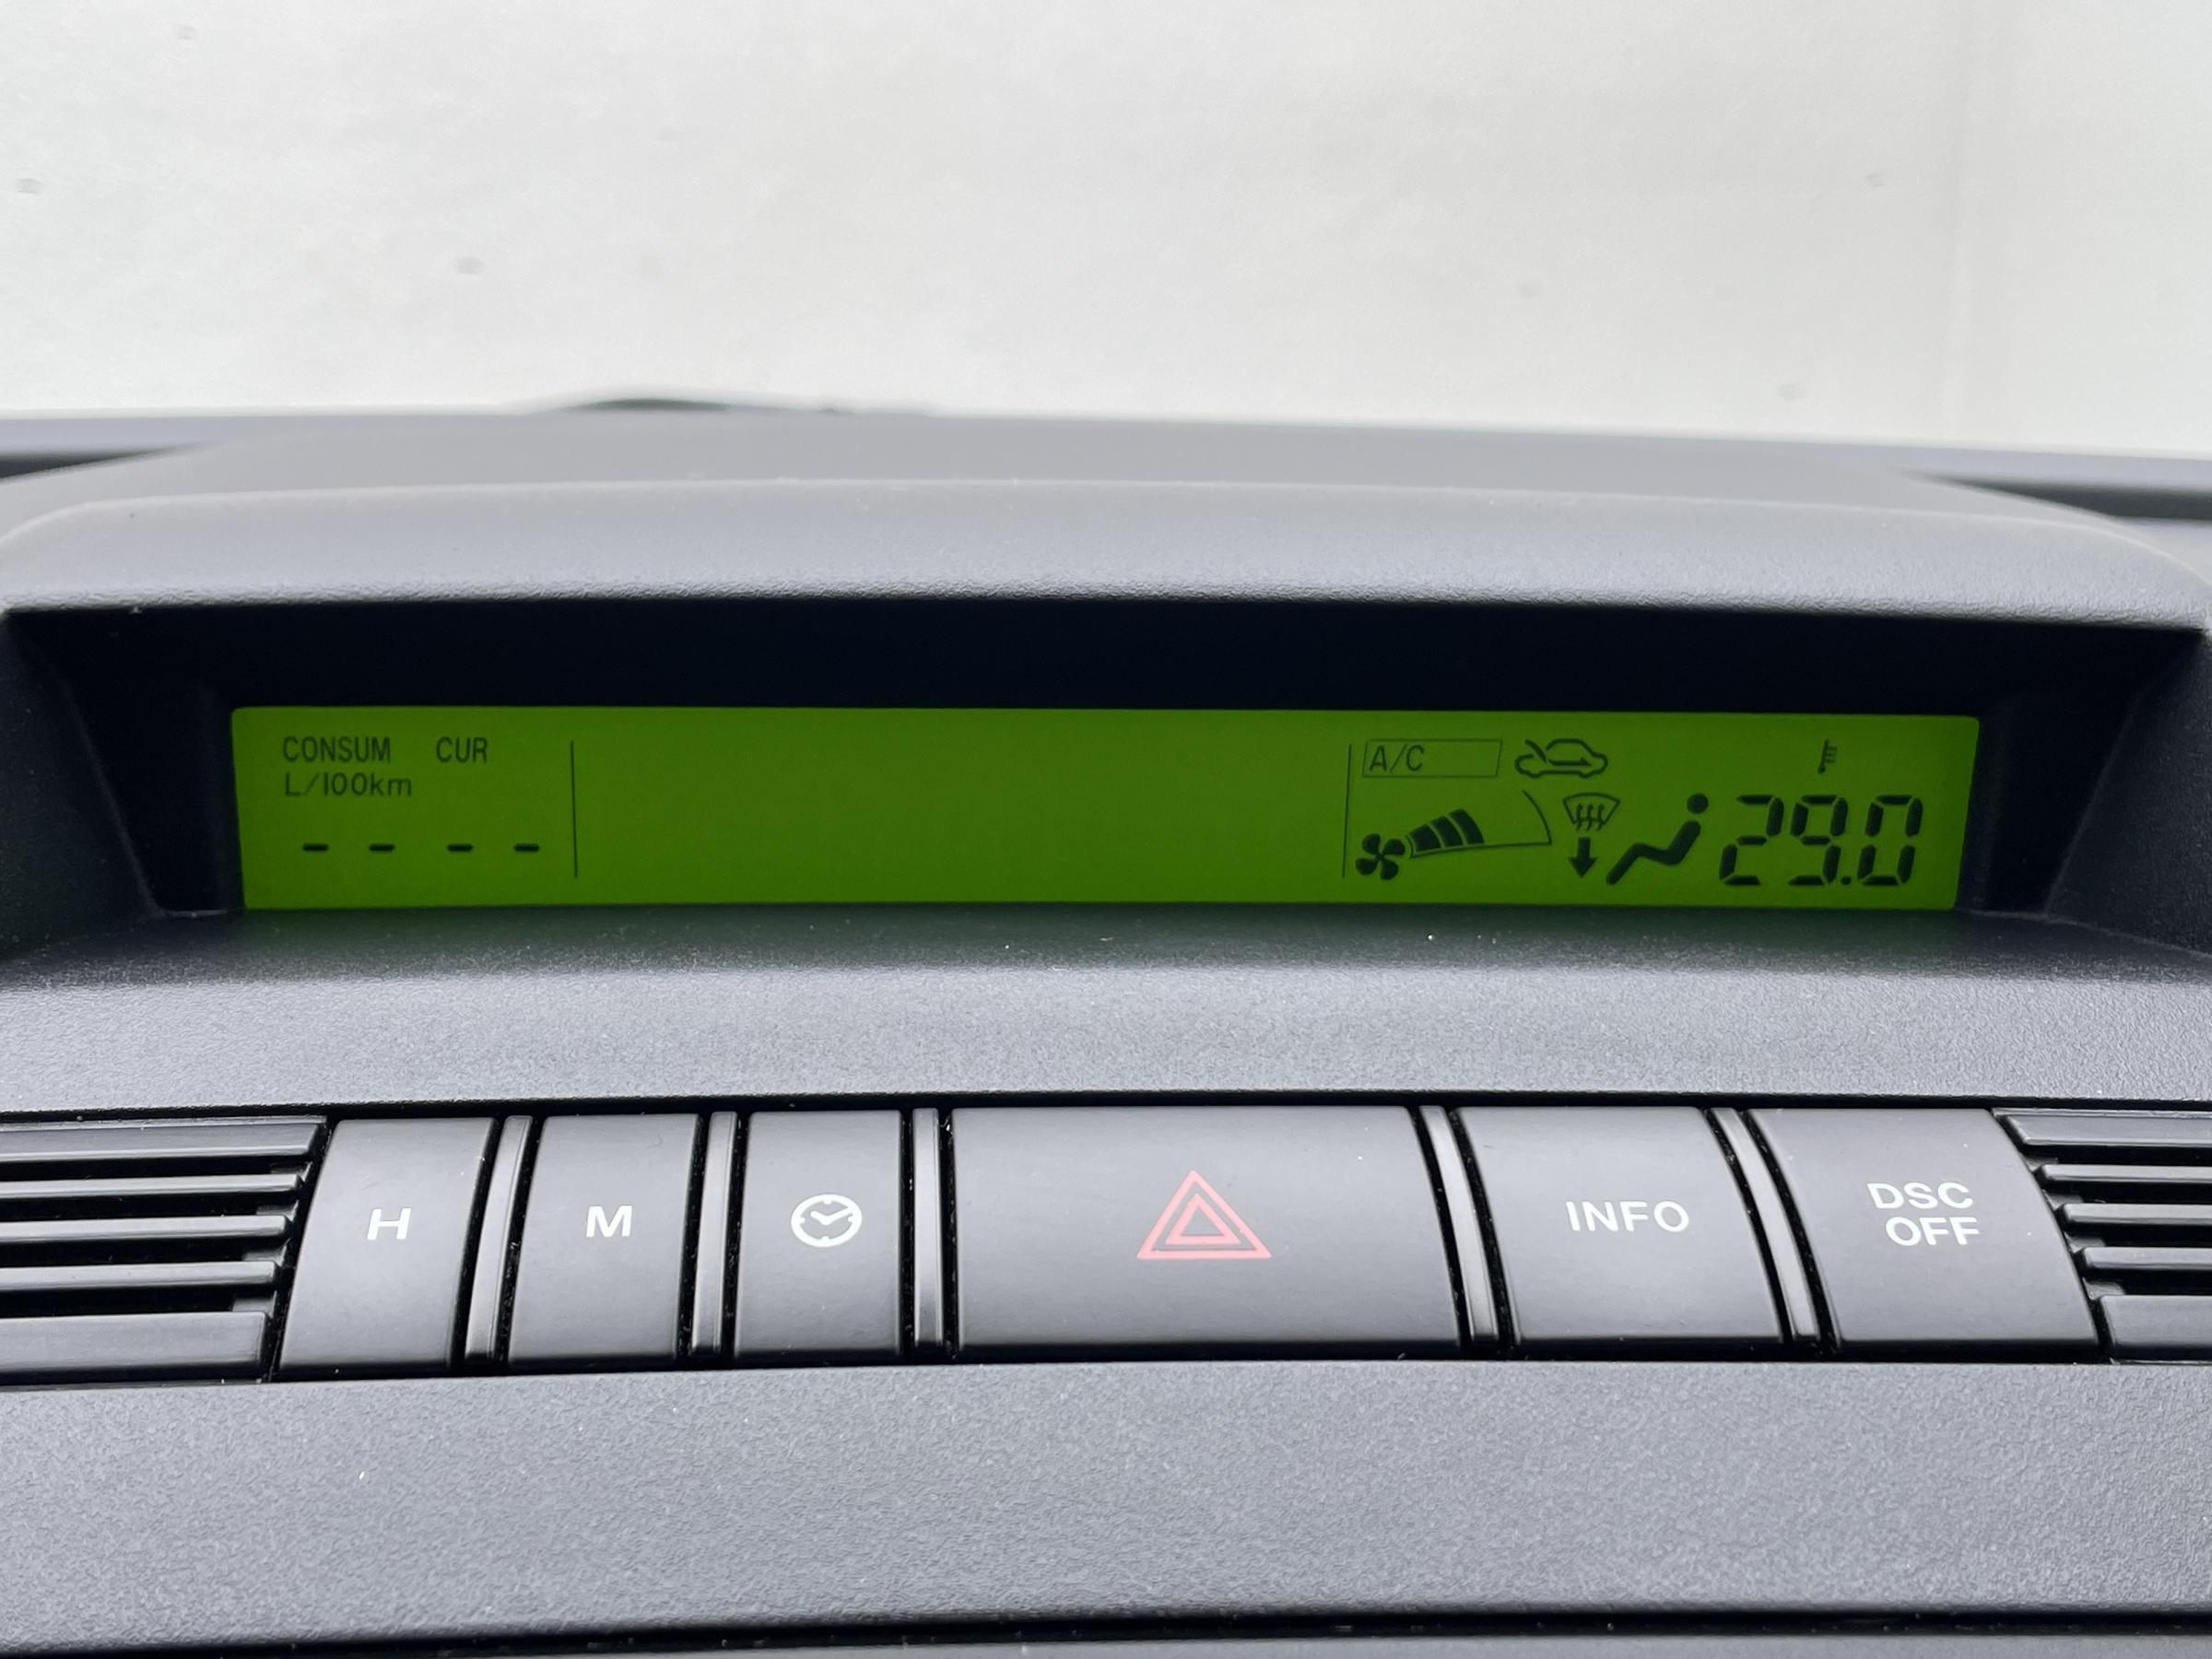 CONSUM CUR
L/100km
- - - -
A/C
29.0
H
M
INFO
DSC
OFF